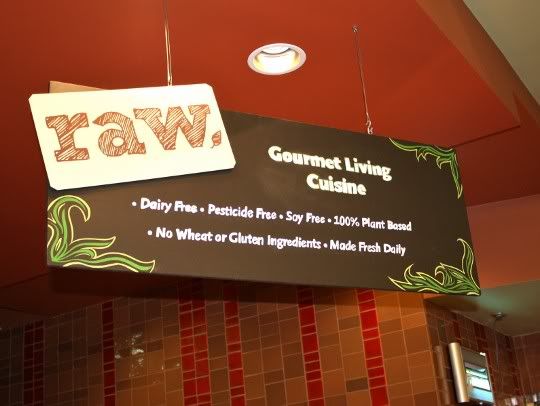 raw.
Gourmet Living
Cuisine
• Dairy Free • Pesticide Free • Soy Free • 100% Plant Based
• No Wheat or Gluten Ingredients • Made Fresh Daily